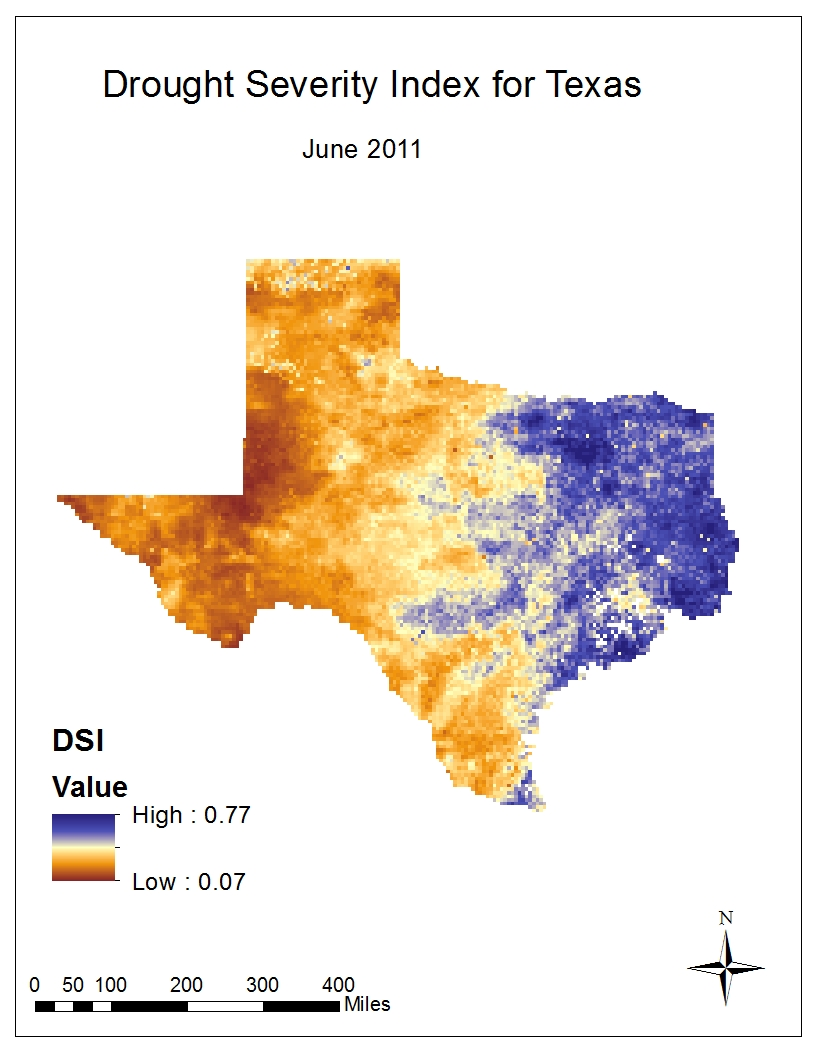 Drought Severity Index for Texas
June 2011
DSI
Value
High : 0.77
Low : 0.07
N
0 50 100 200 300 400
Miles